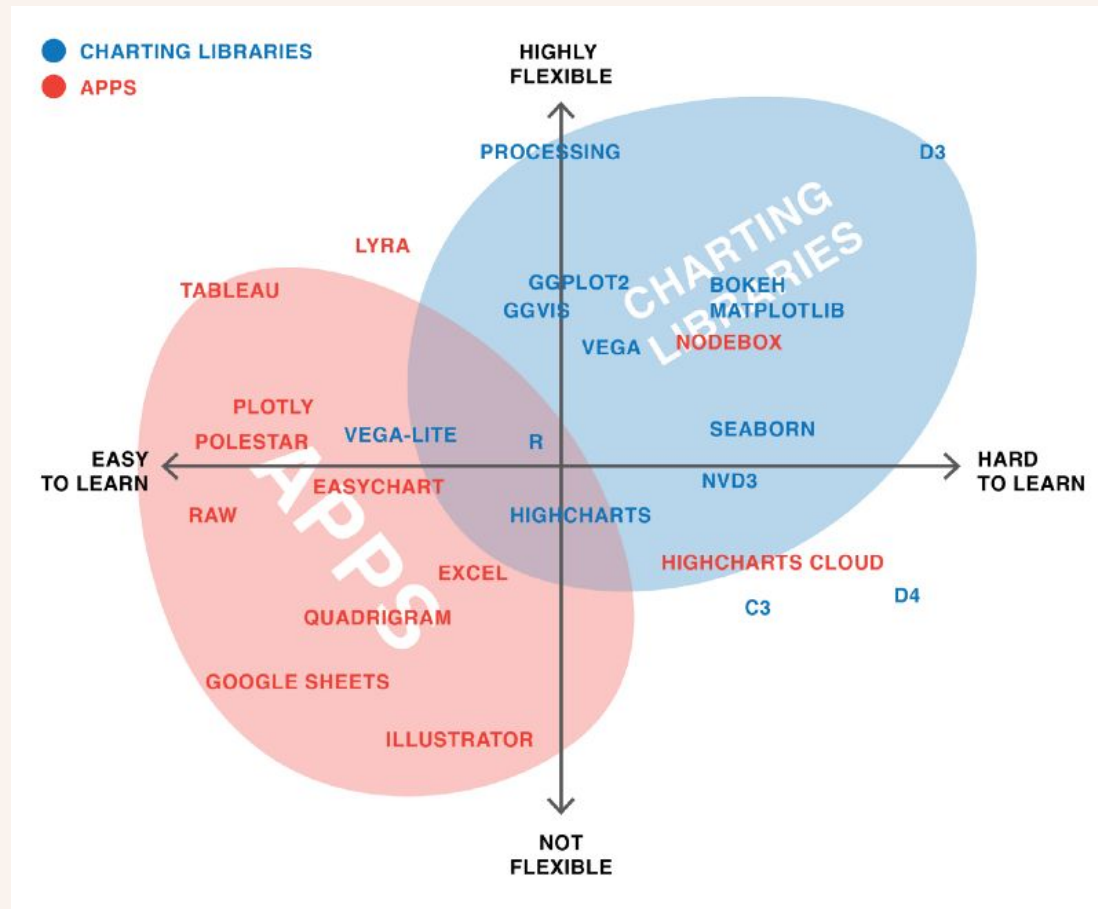 CHARTING LIBRARIES
APPS
HIGHLY
FLEXIBLE
PROCESSING
D3
CHARTING
LIBRARIES
LYRA
TABLEAU
GGPLOT2
BOKEH
GGVIS
MATPLOTLIB
VEGA
NODEBOX
PLOTLY
POLESTAR
VEGA-LITE
R
SEABORN
EASY
TO LEARN
HARD
TO LEARN
APPS
EASYCHART
NVD3
RAW
HIGHCHARTS
EXCEL
HIGHCHARTS CLOUD
C3
D4
QUADRIGRAM
GOOGLE SHEETS
ILLUSTRATOR
NOT
FLEXIBLE